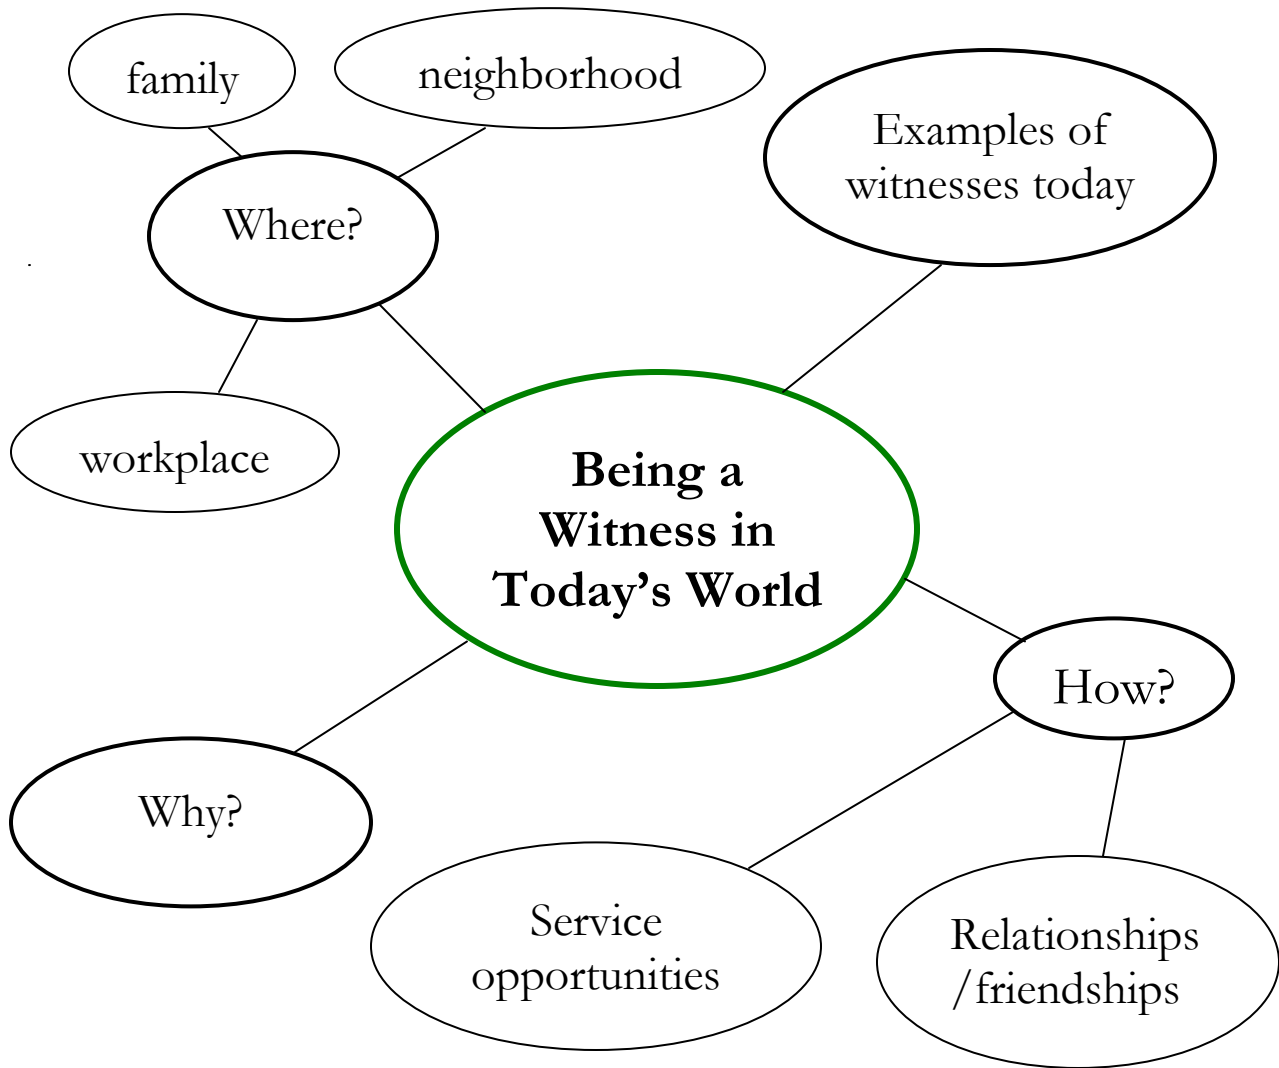 family
neighborhood
Examples of
witnesses today
Where?
workplace
Being a
Witness in
Today’s World
How?
Why?
Service
opportunities
Relationships
/friendships